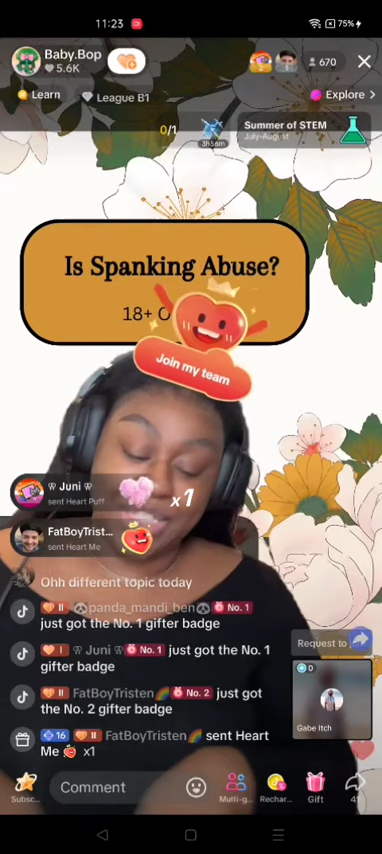 11:23
75%
Baby.Bop
5.6K
670
Learn
League B1
Explore >
0/1
3h56m
Summer of STEM
July-August
Is Spanking Abuse?
18+ O
Join my team
Juni
sent Heart Puff
x1
FatBoyTrist...
sent Heart Me
Ohh different topic today
II panda_mandi_ben No. 1
just got the No. 1 gifter badge
I Juni No. 1 just got the No. 1
gifter badge
II FatBoyTristen No. 2 just got
the No. 2 gifter badge
16 II FatBoyTristen sent Heart
Me x1
Request to
0
Gabe Itch
Subsc...
Comment
Multi-g...
Rechar...
Gift
41